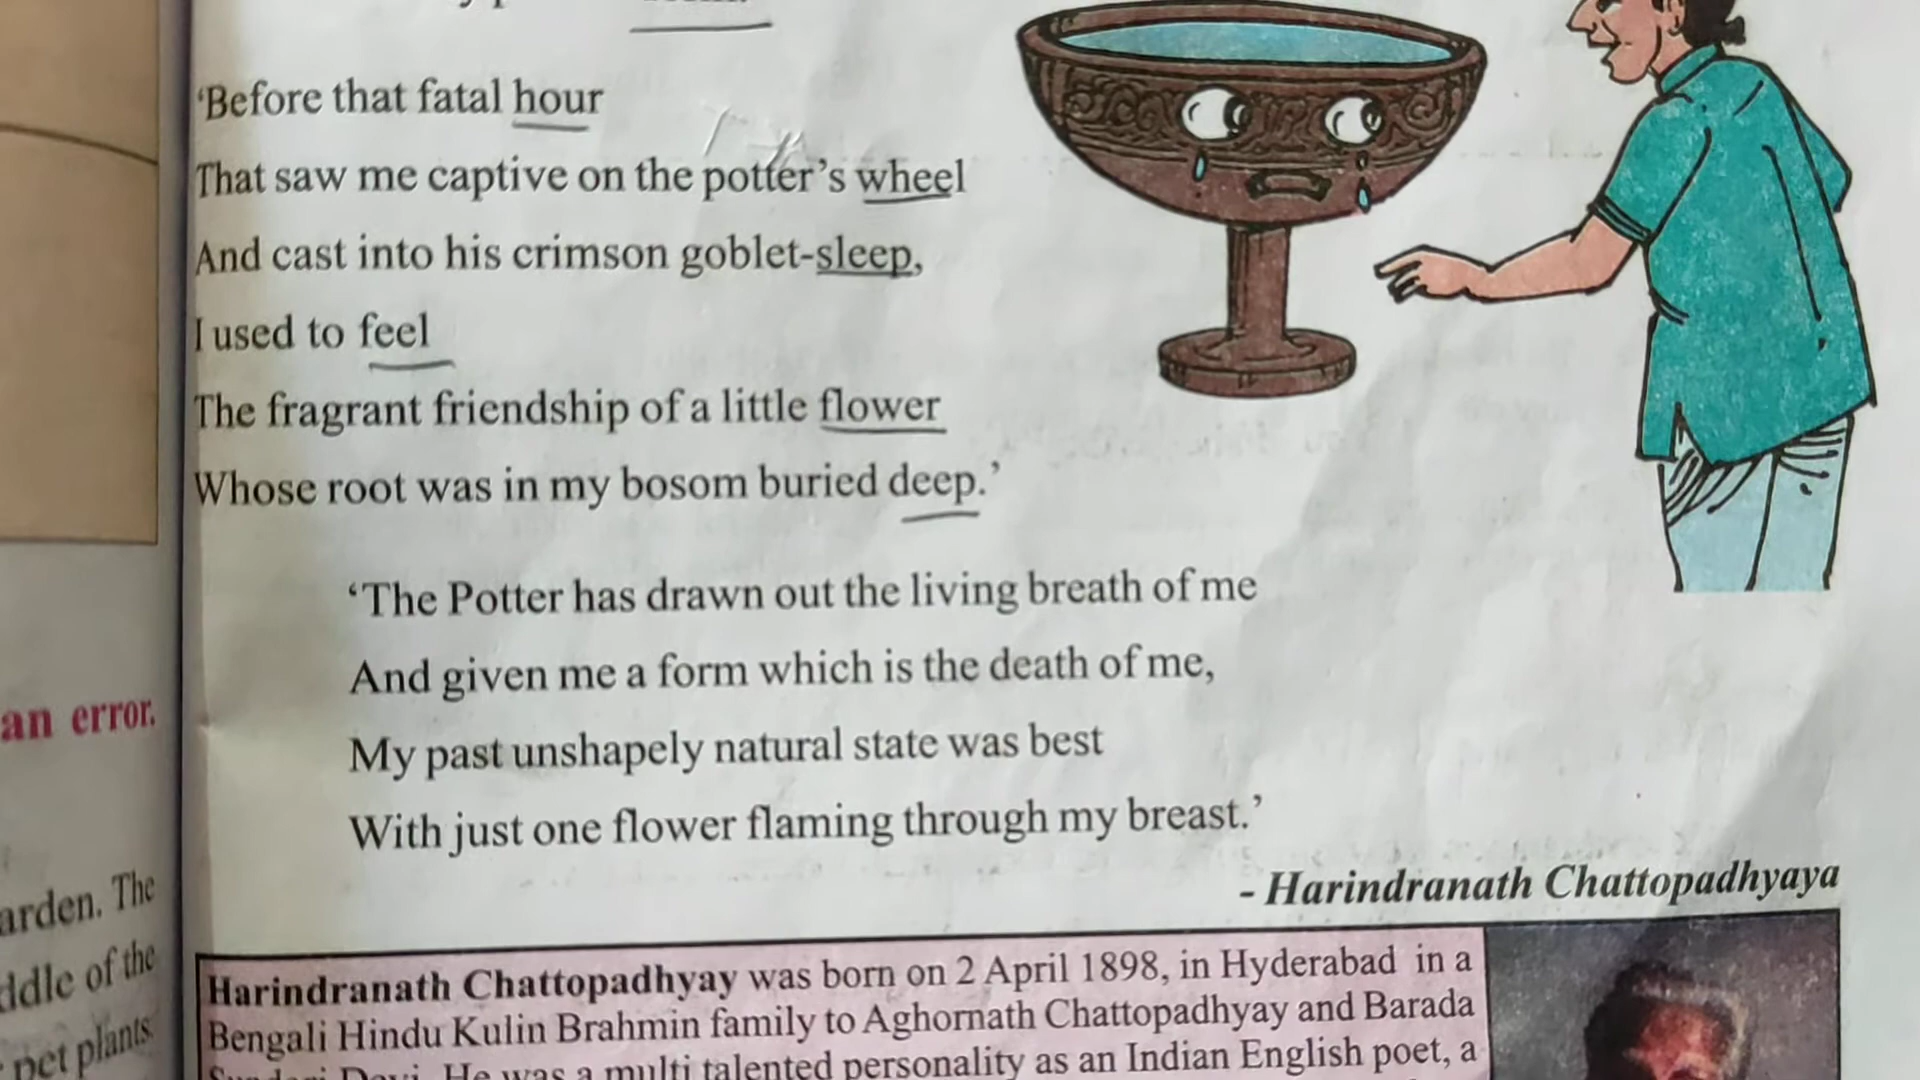 ‘Before that fatal hour
That saw me captive on the potter’s wheel
And cast into his crimson goblet-sleep,
I used to feel
The fragrant friendship of a little flower
Whose root was in my bosom buried deep.’
‘The Potter has drawn out the living breath of me
And given me a form which is the death of me,
My past unshapely natural state was best
With just one flower flaming through my breast.’
- Harindranath Chattopadhyaya
Harindranath Chattopadhyay was born on 2 April 1898, in Hyderabad in a
Bengali Hindu Kulin Brahmin family to Aghornath Chattopadhyay and Barada
Devi. He was a multi talented personality as an Indian English poet, a
an error.
arden. The
ddle of the
pet plants